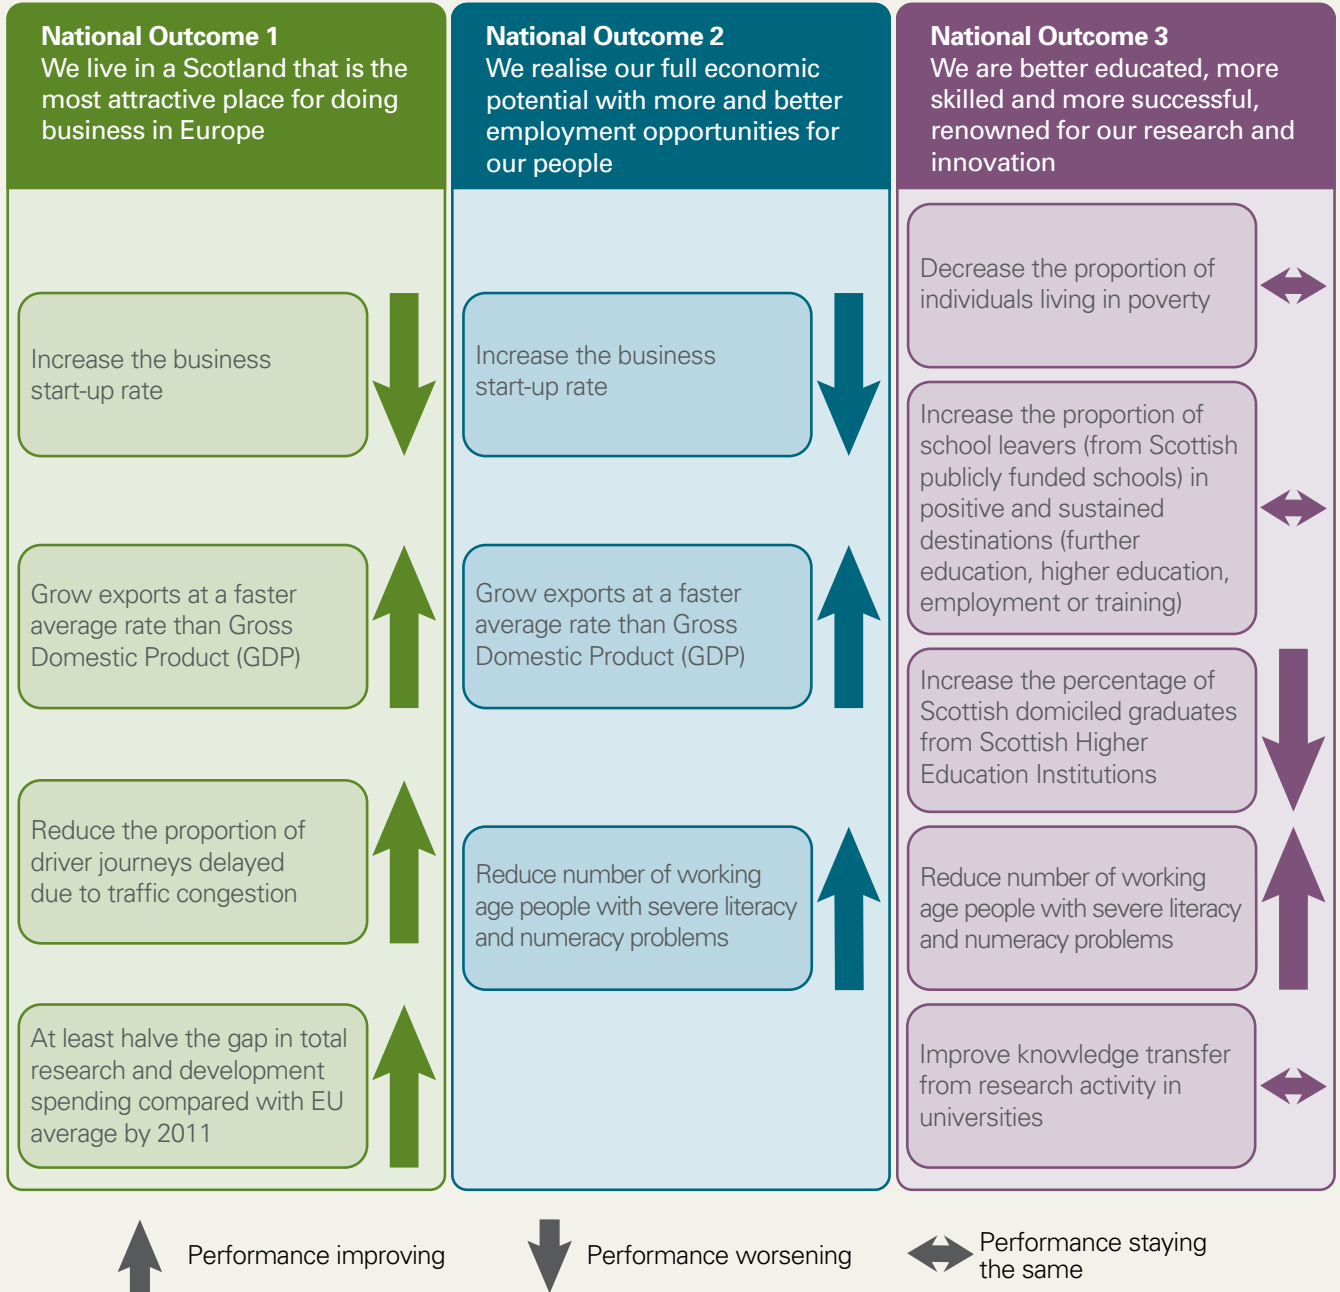 National Outcome 1
We live in a Scotland that is the
most attractive place for doing
business in Europe
Increase the business
start-up rate
Grow exports at a faster
average rate than Gross
Domestic Product (GDP)
Reduce the proportion of
driver journeys delayed
due to traffic congestion
At least halve the gap in total
research and development
spending compared with EU
average by 2011
National Outcome 2
We realise our full economic
potential with more and better
employment opportunities for
our people
Increase the business
start-up rate
Grow exports at a faster
average rate than Gross
Domestic Product (GDP)
Reduce number of working
age people with severe literacy
and numeracy problems
National Outcome 3
We are better educated, more
skilled and more successful,
renowned for our research and
innovation
Decrease the proportion of
individuals living in poverty
Increase the proportion of
school leavers (from Scottish
publicly funded schools) in
positive and sustained
destinations (further
education, higher education,
employment or training)
Increase the percentage of
Scottish domiciled graduates
from Scottish Higher
Education Institutions
Reduce number of working
age people with severe literacy
and numeracy problems
Improve knowledge transfer
from research activity in
universities
Performance improving
Performance worsening
Performance staying
the same